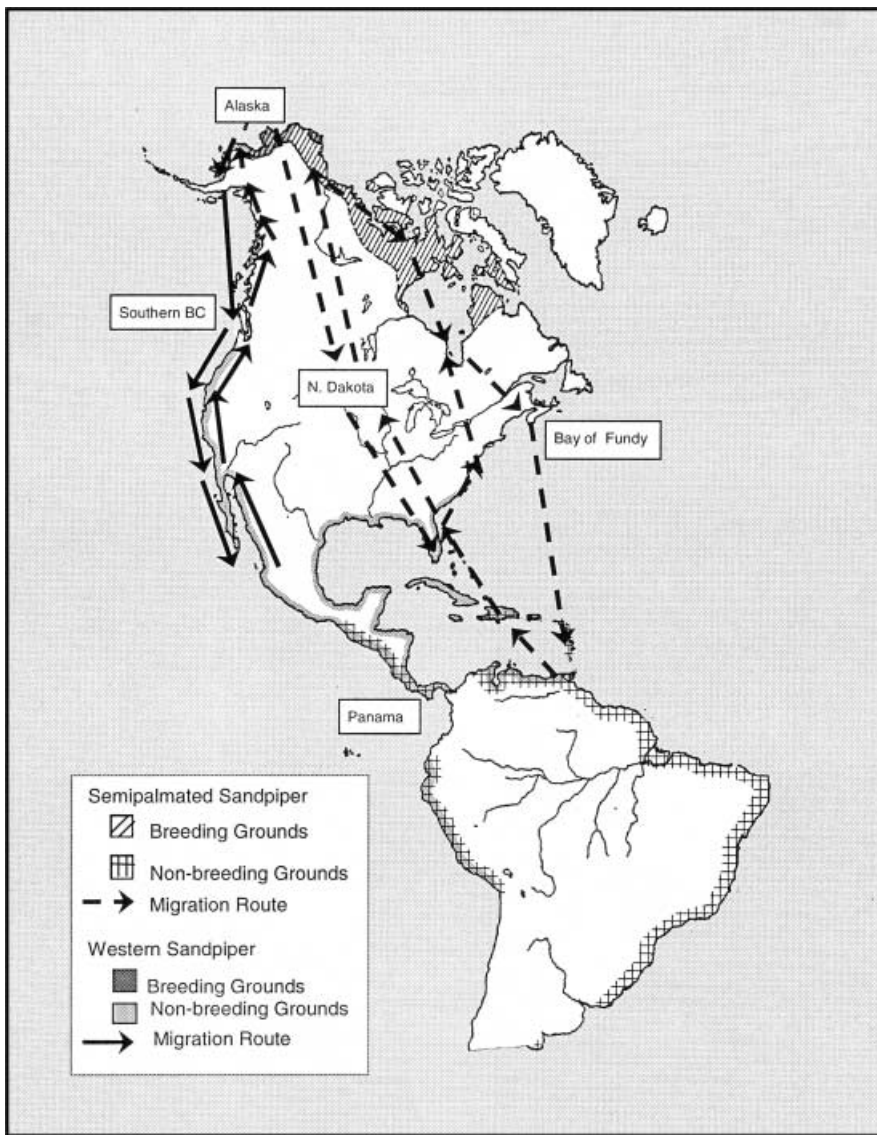 Alaska
Southern BC
N. Dakota
Bay of Fundy
Panama
Semipalmated Sandpiper
Breeding Grounds
Non-breeding Grounds
Migration Route
Western Sandpiper
Breeding Grounds
Non-breeding Grounds
Migration Route